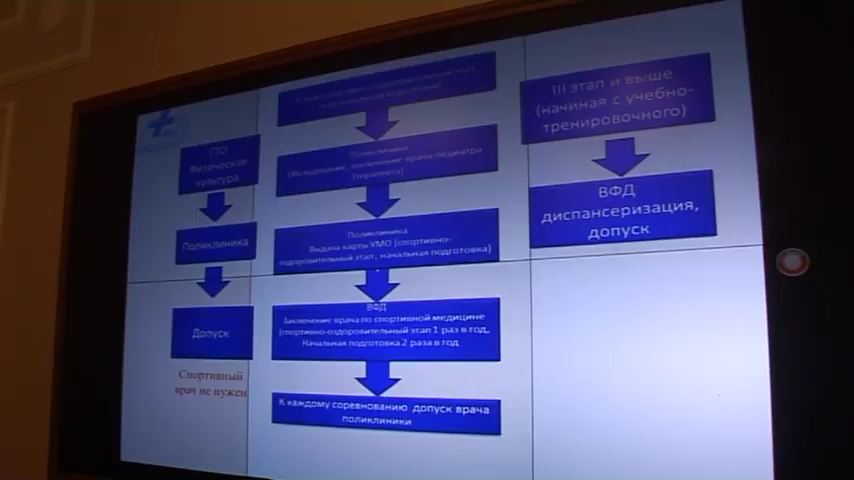 ГТО
Физическая
культура
Поликлиника
Допуск
Спортивный
врач не нужен
Поликлиника
(Обследование, заключение врача педиатра
(терапевта)
Поликлиника
Выдача карты УМО (спортивно-
оздоровительный этап, начальная подготовка)
ВФД
Заключение врача по спортивной медицине
(спортивно-оздоровительный этап 1 раз в год,
Начальная подготовка 2 раза в год
К каждому соревнованию допуск врача
поликлиники
III этап и выше
(начиная с учебно-
тренировочного)
ВФД
диспансеризация,
допуск